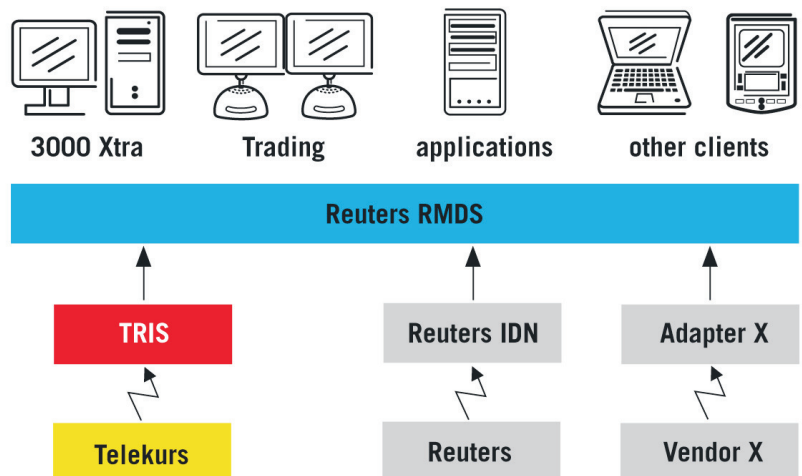 3000 Xtra
Trading
applications
other clients
Reuters RMDS
TRIS
Reuters IDN
Adapter X
Telekurs
Reuters
Vendor X